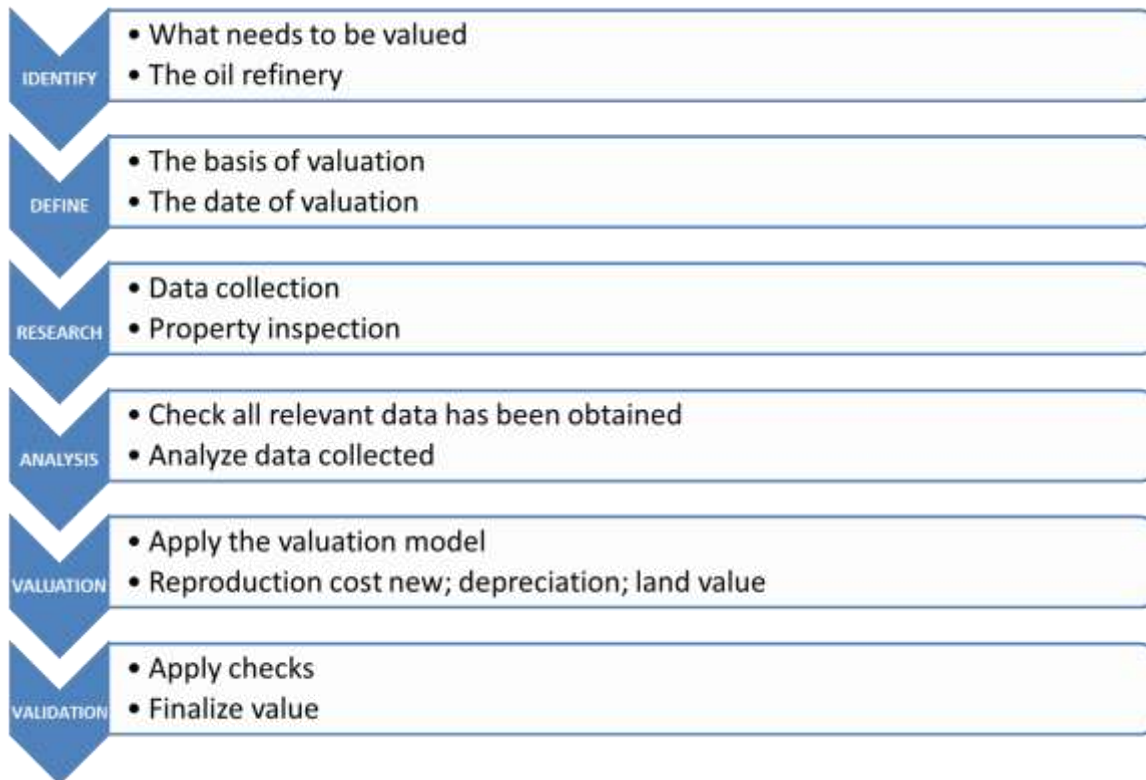 IDENTIFY
• What needs to be valued
• The oil refinery
DEFINE
• The basis of valuation
• The date of valuation
RESEARCH
• Data collection
• Property inspection
ANALYSIS
• Check all relevant data has been obtained
• Analyze data collected
VALUATION
• Apply the valuation model
• Reproduction cost new; depreciation; land value
VALIDATION
• Apply checks
• Finalize value